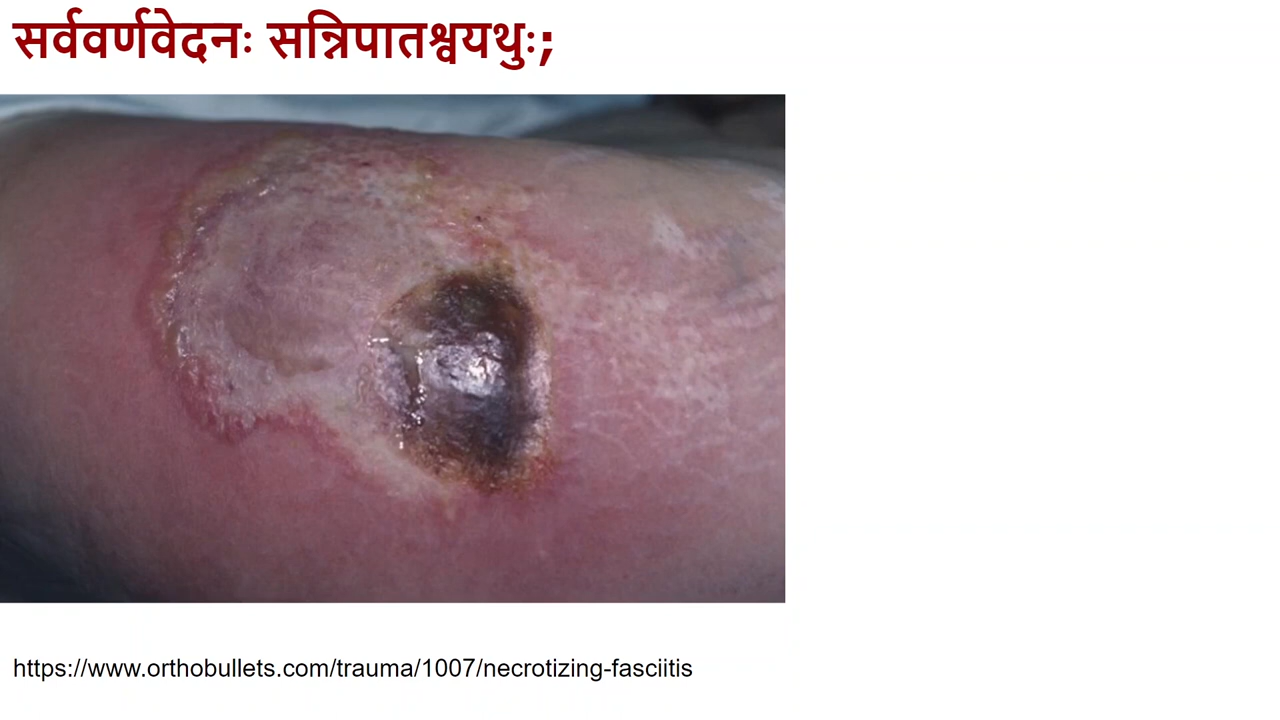 सर्ववर्णवेदनः सन्निपातश्वयथुः;
https://www.orthobullets.com/trauma/1007/necrotizing-fasciitis